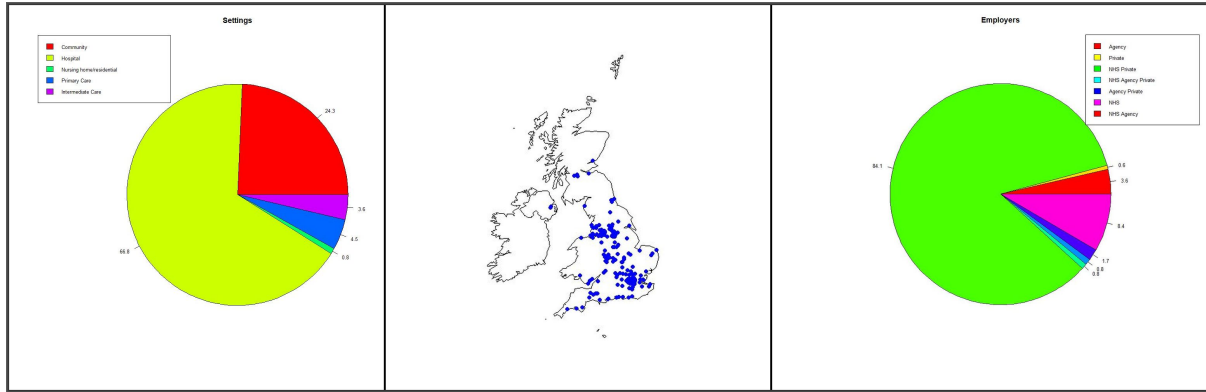 Settings
Community
Hospital
Nursing home/residential
Primary Care
Intermediate Care
24.3
66.8
3.6
4.5
0.8
Employers
Agency
Private
NHS Private
NHS Agency Private
Agency Private
NHS
NHS Agency
84.1
0.6
3.6
8.4
1.7
0.8
0.8